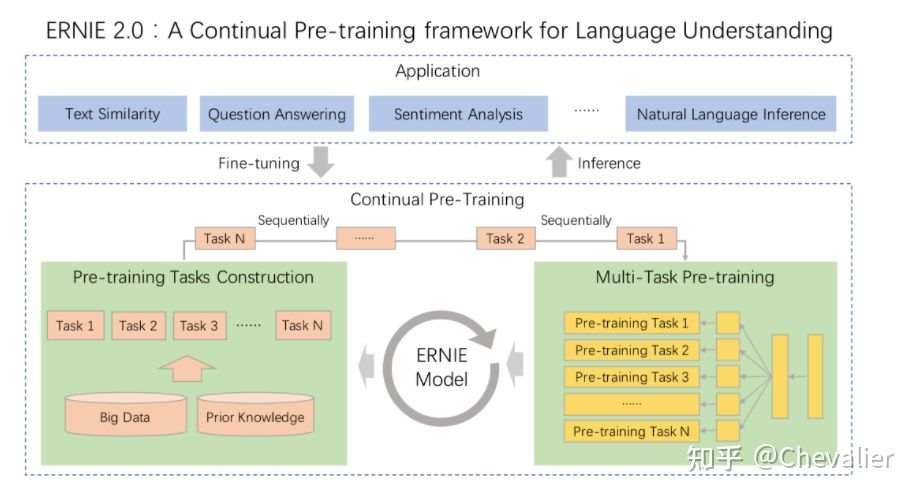 ERNIE 2.0：A Continual Pre-training framework for Language Understanding
Application
Text Similarity
Question Answering
Sentiment Analysis
……
Natural Language Inference
Fine-tuning
Inference
Continual Pre-Training
Sequentially
Sequentially
Task N
……
Task 2
Task 1
Pre-training Tasks Construction
Task 1
Task 2
Task 3
……
Task N
Big Data
Prior Knowledge
ERNIE
Model
Multi-Task Pre-training
Pre-training Task 1
Pre-training Task 2
Pre-training Task 3
……
Pre-training Task N
知乎 @Chevalier